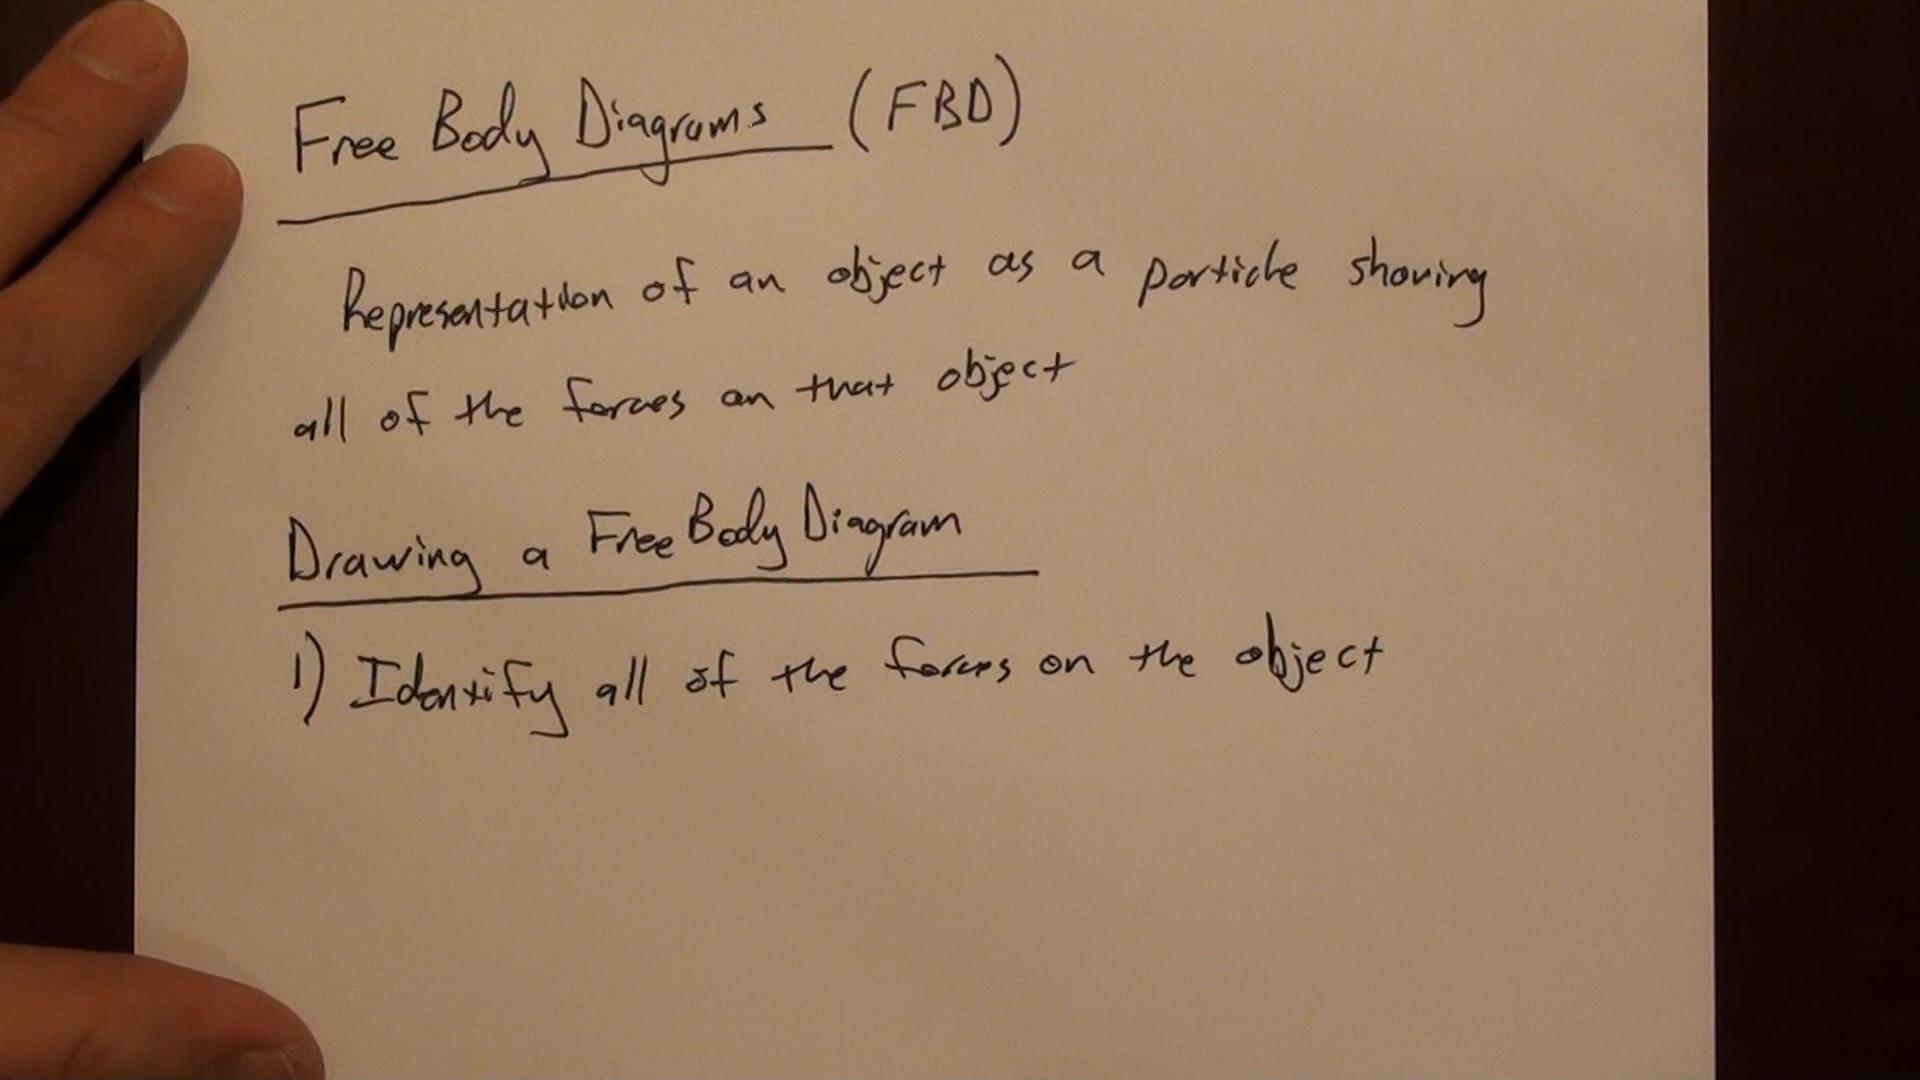 Free Body Diagrams (FBD)
Representation of an object as a particle showing
all of the forces on that object
Drawing a Free Body Diagram
1) Identify all of the forces on the object